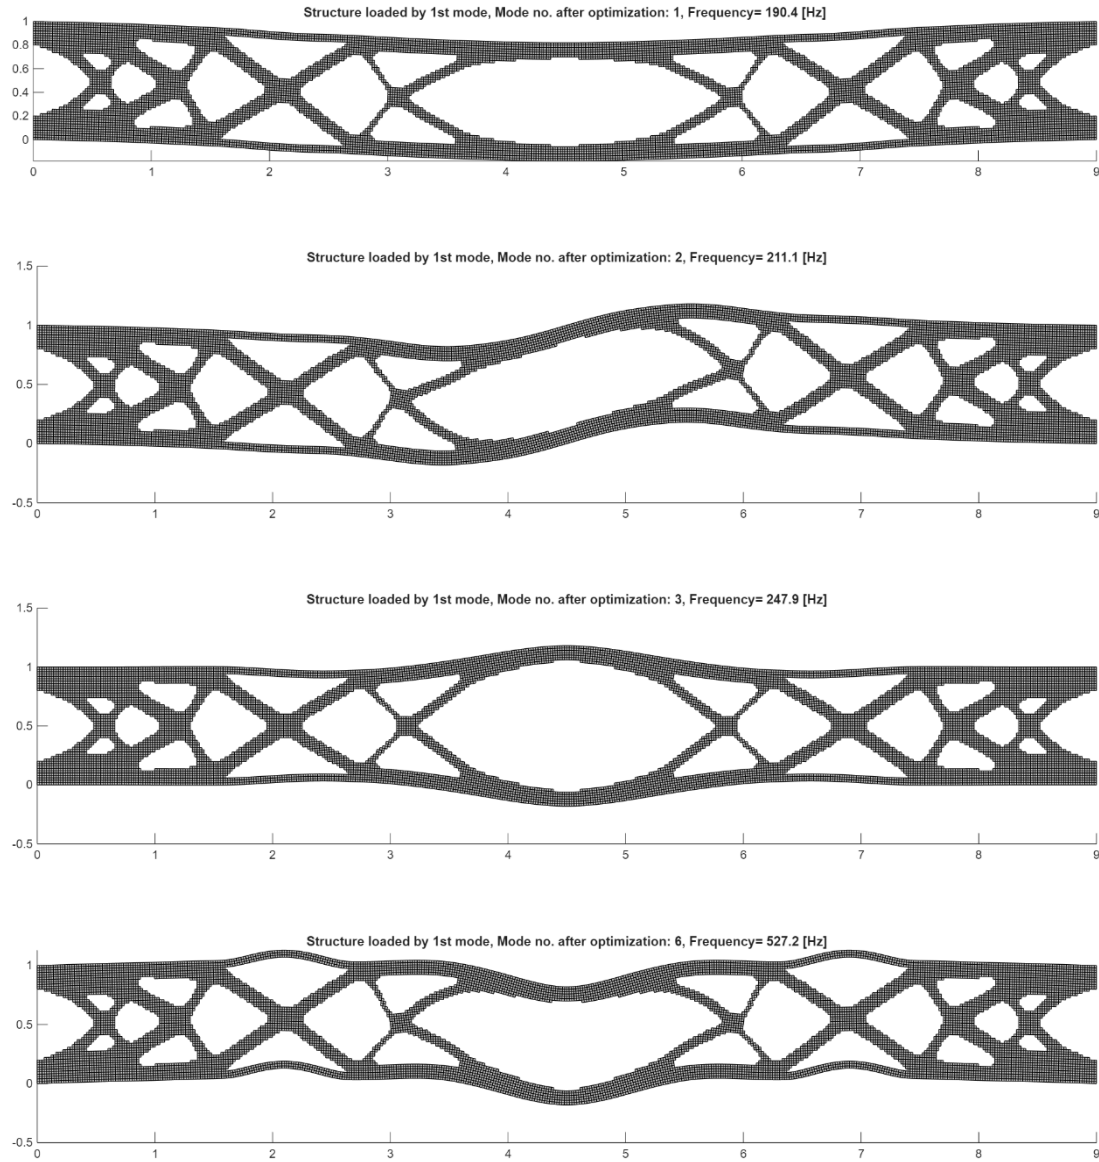 Structure loaded by 1st mode, Mode no. after optimization: 1, Frequency= 190.4 [Hz]
1
0.8
0.6
0.4
0.2
0
0 1 2 3 4 5 6 7 8 9
Structure loaded by 1st mode, Mode no. after optimization: 2, Frequency= 211.1 [Hz]
1.5
1
0.5
0
-0.5
0 1 2 3 4 5 6 7 8 9
Structure loaded by 1st mode, Mode no. after optimization: 3, Frequency= 247.9 [Hz]
1.5
1
0.5
0
-0.5
0 1 2 3 4 5 6 7 8 9
Structure loaded by 1st mode, Mode no. after optimization: 6, Frequency= 527.2 [Hz]
1
0.5
0
-0.5
0 1 2 3 4 5 6 7 8 9